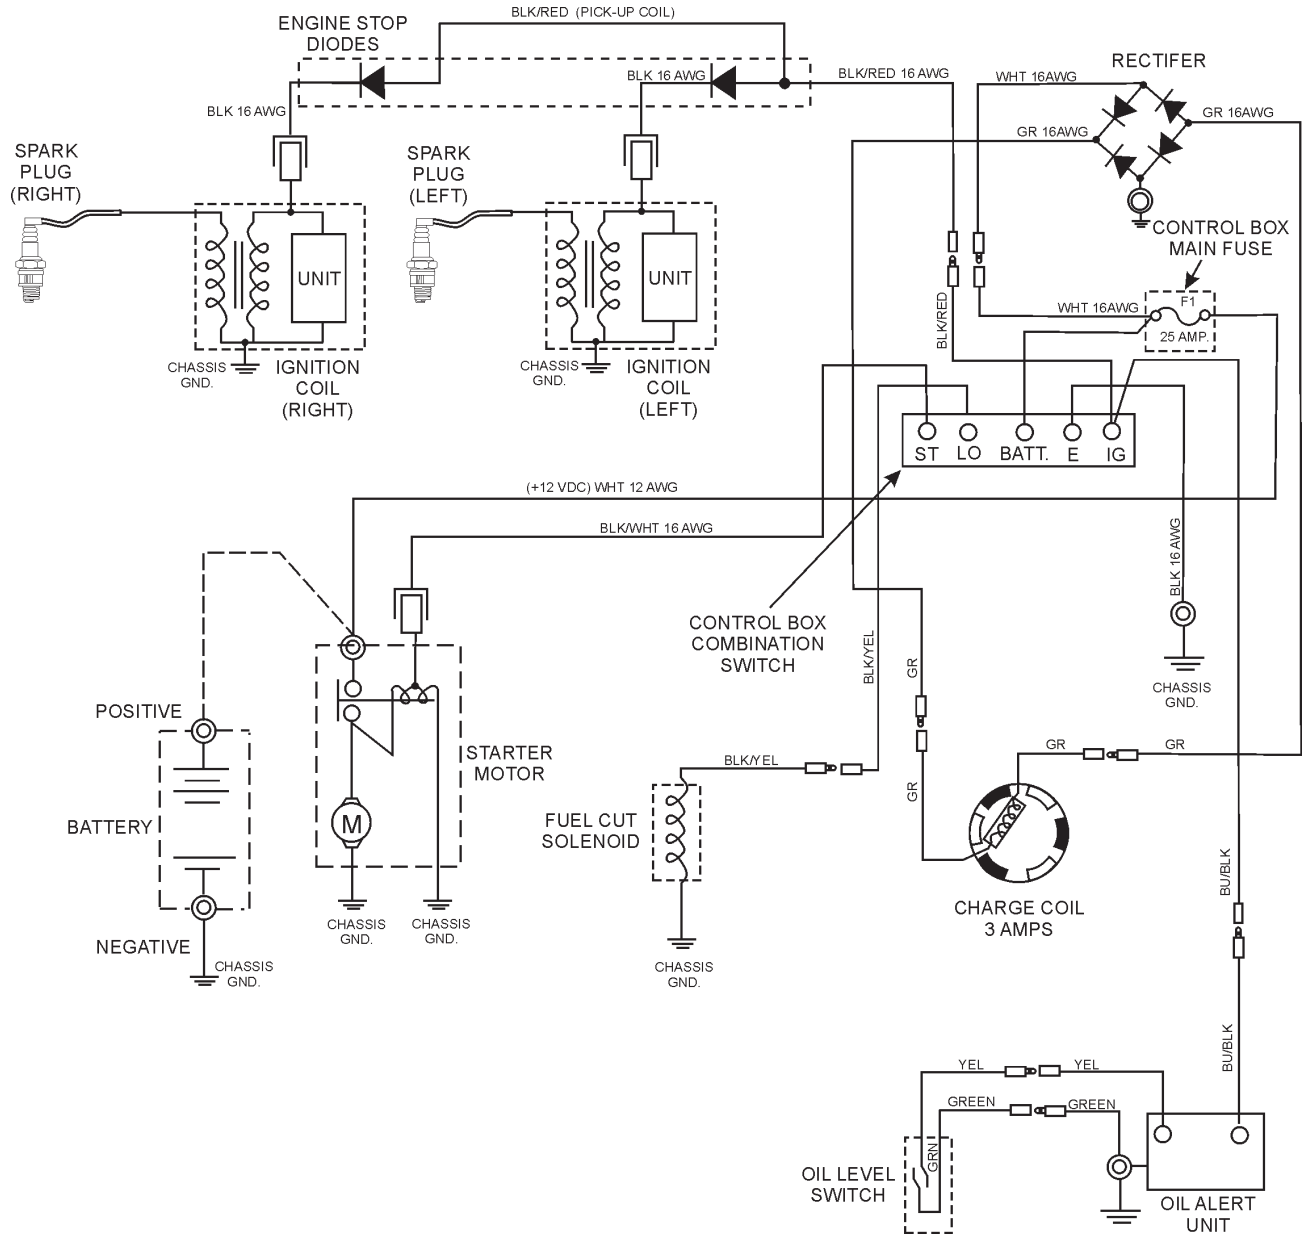 BLK/RED (PICK-UP COIL)
ENGINE STOP
DIODES
BLK 16 AWG
BLK/RED 16 AWG
WHT 16AWG
RECTIFER
BLK 16 AWG
GR 16AWG
GR 16AWG
SPARK
PLUG
(RIGHT)
SPARK
PLUG
(LEFT)
CONTROL BOX
MAIN FUSE
UNIT
UNIT
BLK/RED
WHT 16AWG
F1
25 AMP.
CHASSIS
GND.
IGNITION
COIL
(RIGHT)
CHASSIS
GND.
IGNITION
COIL
(LEFT)
ST
LO
BATT.
E
IG
(+12 VDC) WHT 12 AWG
BLK/WHT 16 AWG
BLK 16 AWG
CONTROL BOX
COMBINATION
SWITCH
BLK/YEL
GR
CHASSIS
GND.
POSITIVE
STARTER
MOTOR
BLK/YEL
GR
GR
GR
BATTERY
M
FUEL CUT
SOLENOID
BU/BLK
CHARGE COIL
3 AMPS
NEGATIVE
CHASSIS
GND.
CHASSIS
GND.
CHASSIS
GND.
CHASSIS
GND.
BU/BLK
YEL
YEL
GREEN
GREEN
GRN
OIL LEVEL
SWITCH
OIL ALERT
UNIT